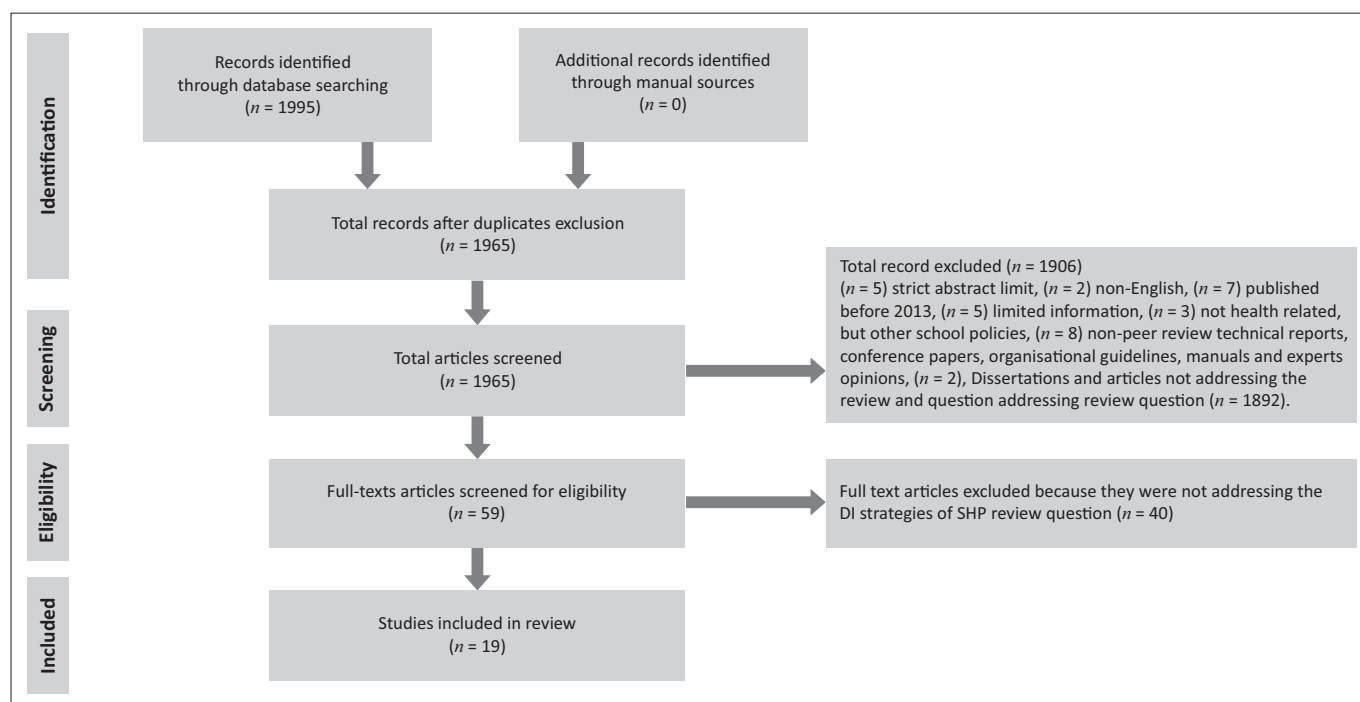 Identification
Records identified
through database searching
(n = 1995)
Additional records identified
through manual sources
(n = 0)
Total records after duplicates exclusion
(n = 1965)
Screening
Total articles screened
(n = 1965)
Total record excluded (n = 1906)
(n = 5) strict abstract limit, (n = 2) non-English, (n = 7) published
before 2013, (n = 5) limited information, (n = 3) not health related,
but other school policies, (n = 8) non-peer review technical reports,
conference papers, organisational guidelines, manuals and experts
opinions, (n = 2), Dissertations and articles not addressing the
review and question addressing review question (n = 1892).
Eligibility
Full-texts articles screened for eligibility
(n = 59)
Full text articles excluded because they were not addressing the
DI strategies of SHP review question (n = 40)
Included
Studies included in review
(n = 19)